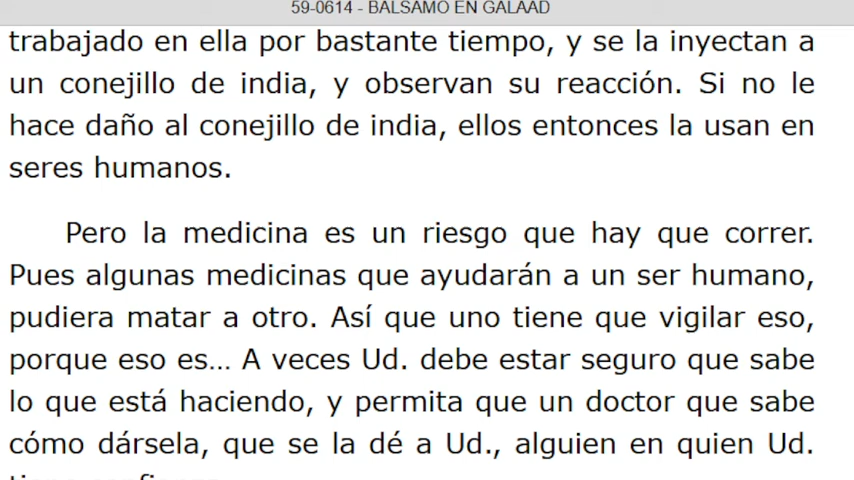 59-0614 - BALSAMO EN GALAAD
trabajado en ella por bastante tiempo, y se la inyectan a
un conejillo de india, y observan su reacción. Si no le
hace daño al conejillo de india, ellos entonces la usan en
seres humanos.
Pero la medicina es un riesgo que hay que correr.
Pues algunas medicinas que ayudarán a un ser humano,
pudiera matar a otro. Así que uno tiene que vigilar eso,
porque eso es... A veces Ud. debe estar seguro que sabe
lo que está haciendo, y permita que un doctor que sabe
cómo dársela, que se la dé a Ud., alguien en quien Ud.